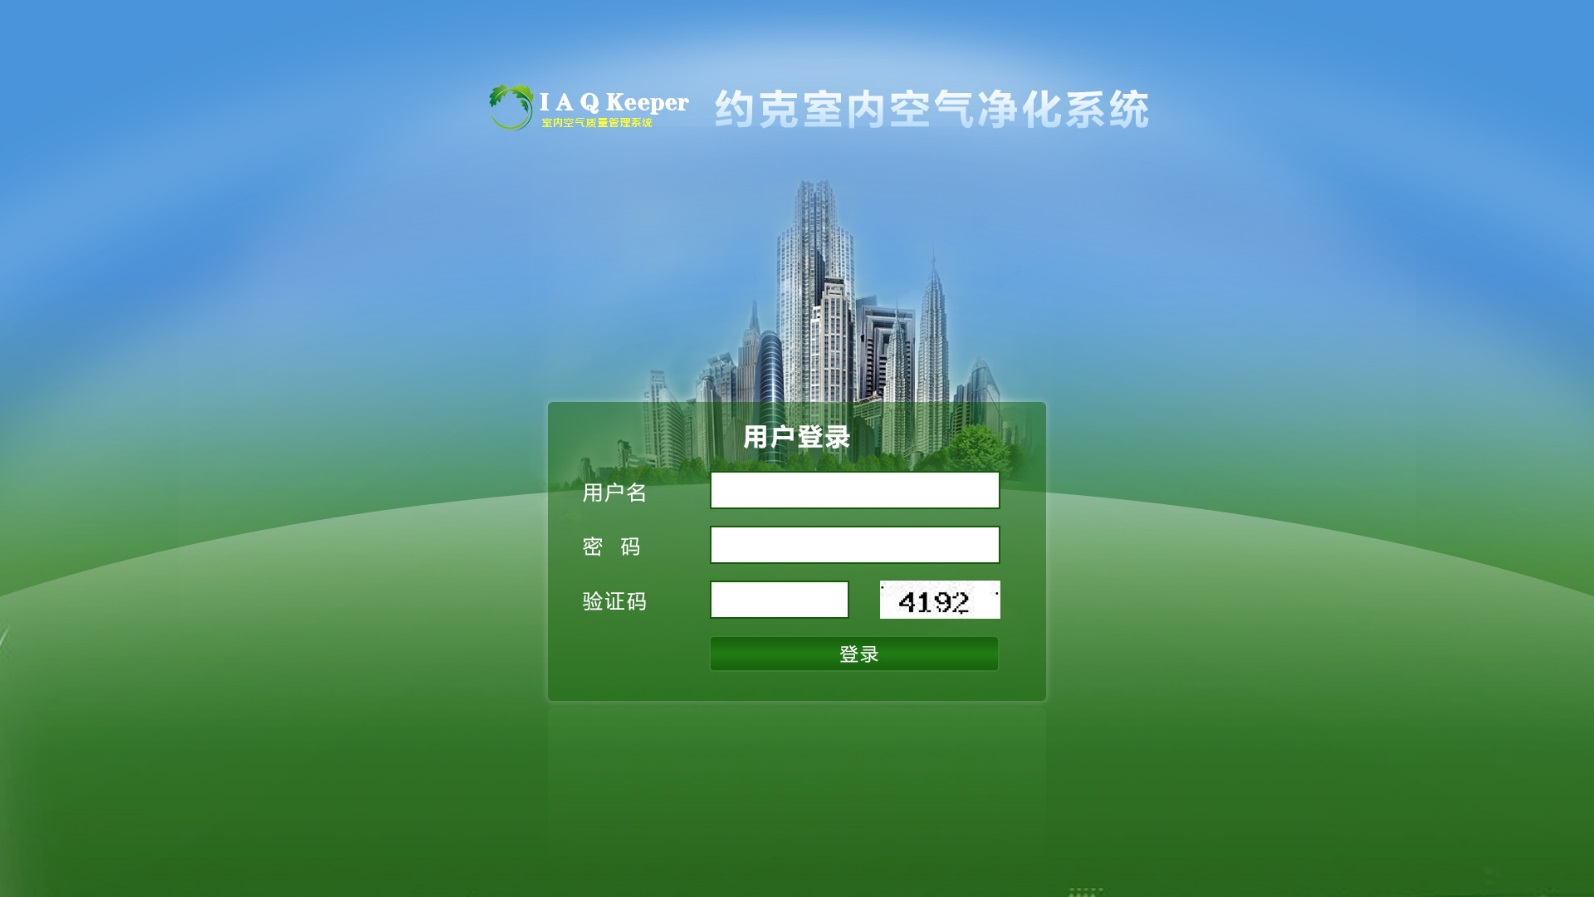 I A Q Keeper
室内空气质量管理系统
约克室内空气净化系统
用户登录
用户名
密 码
验证码
4192
登录